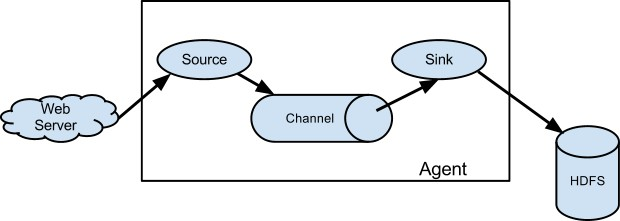 Web
Server
Source
Channel
Sink
Agent
HDFS